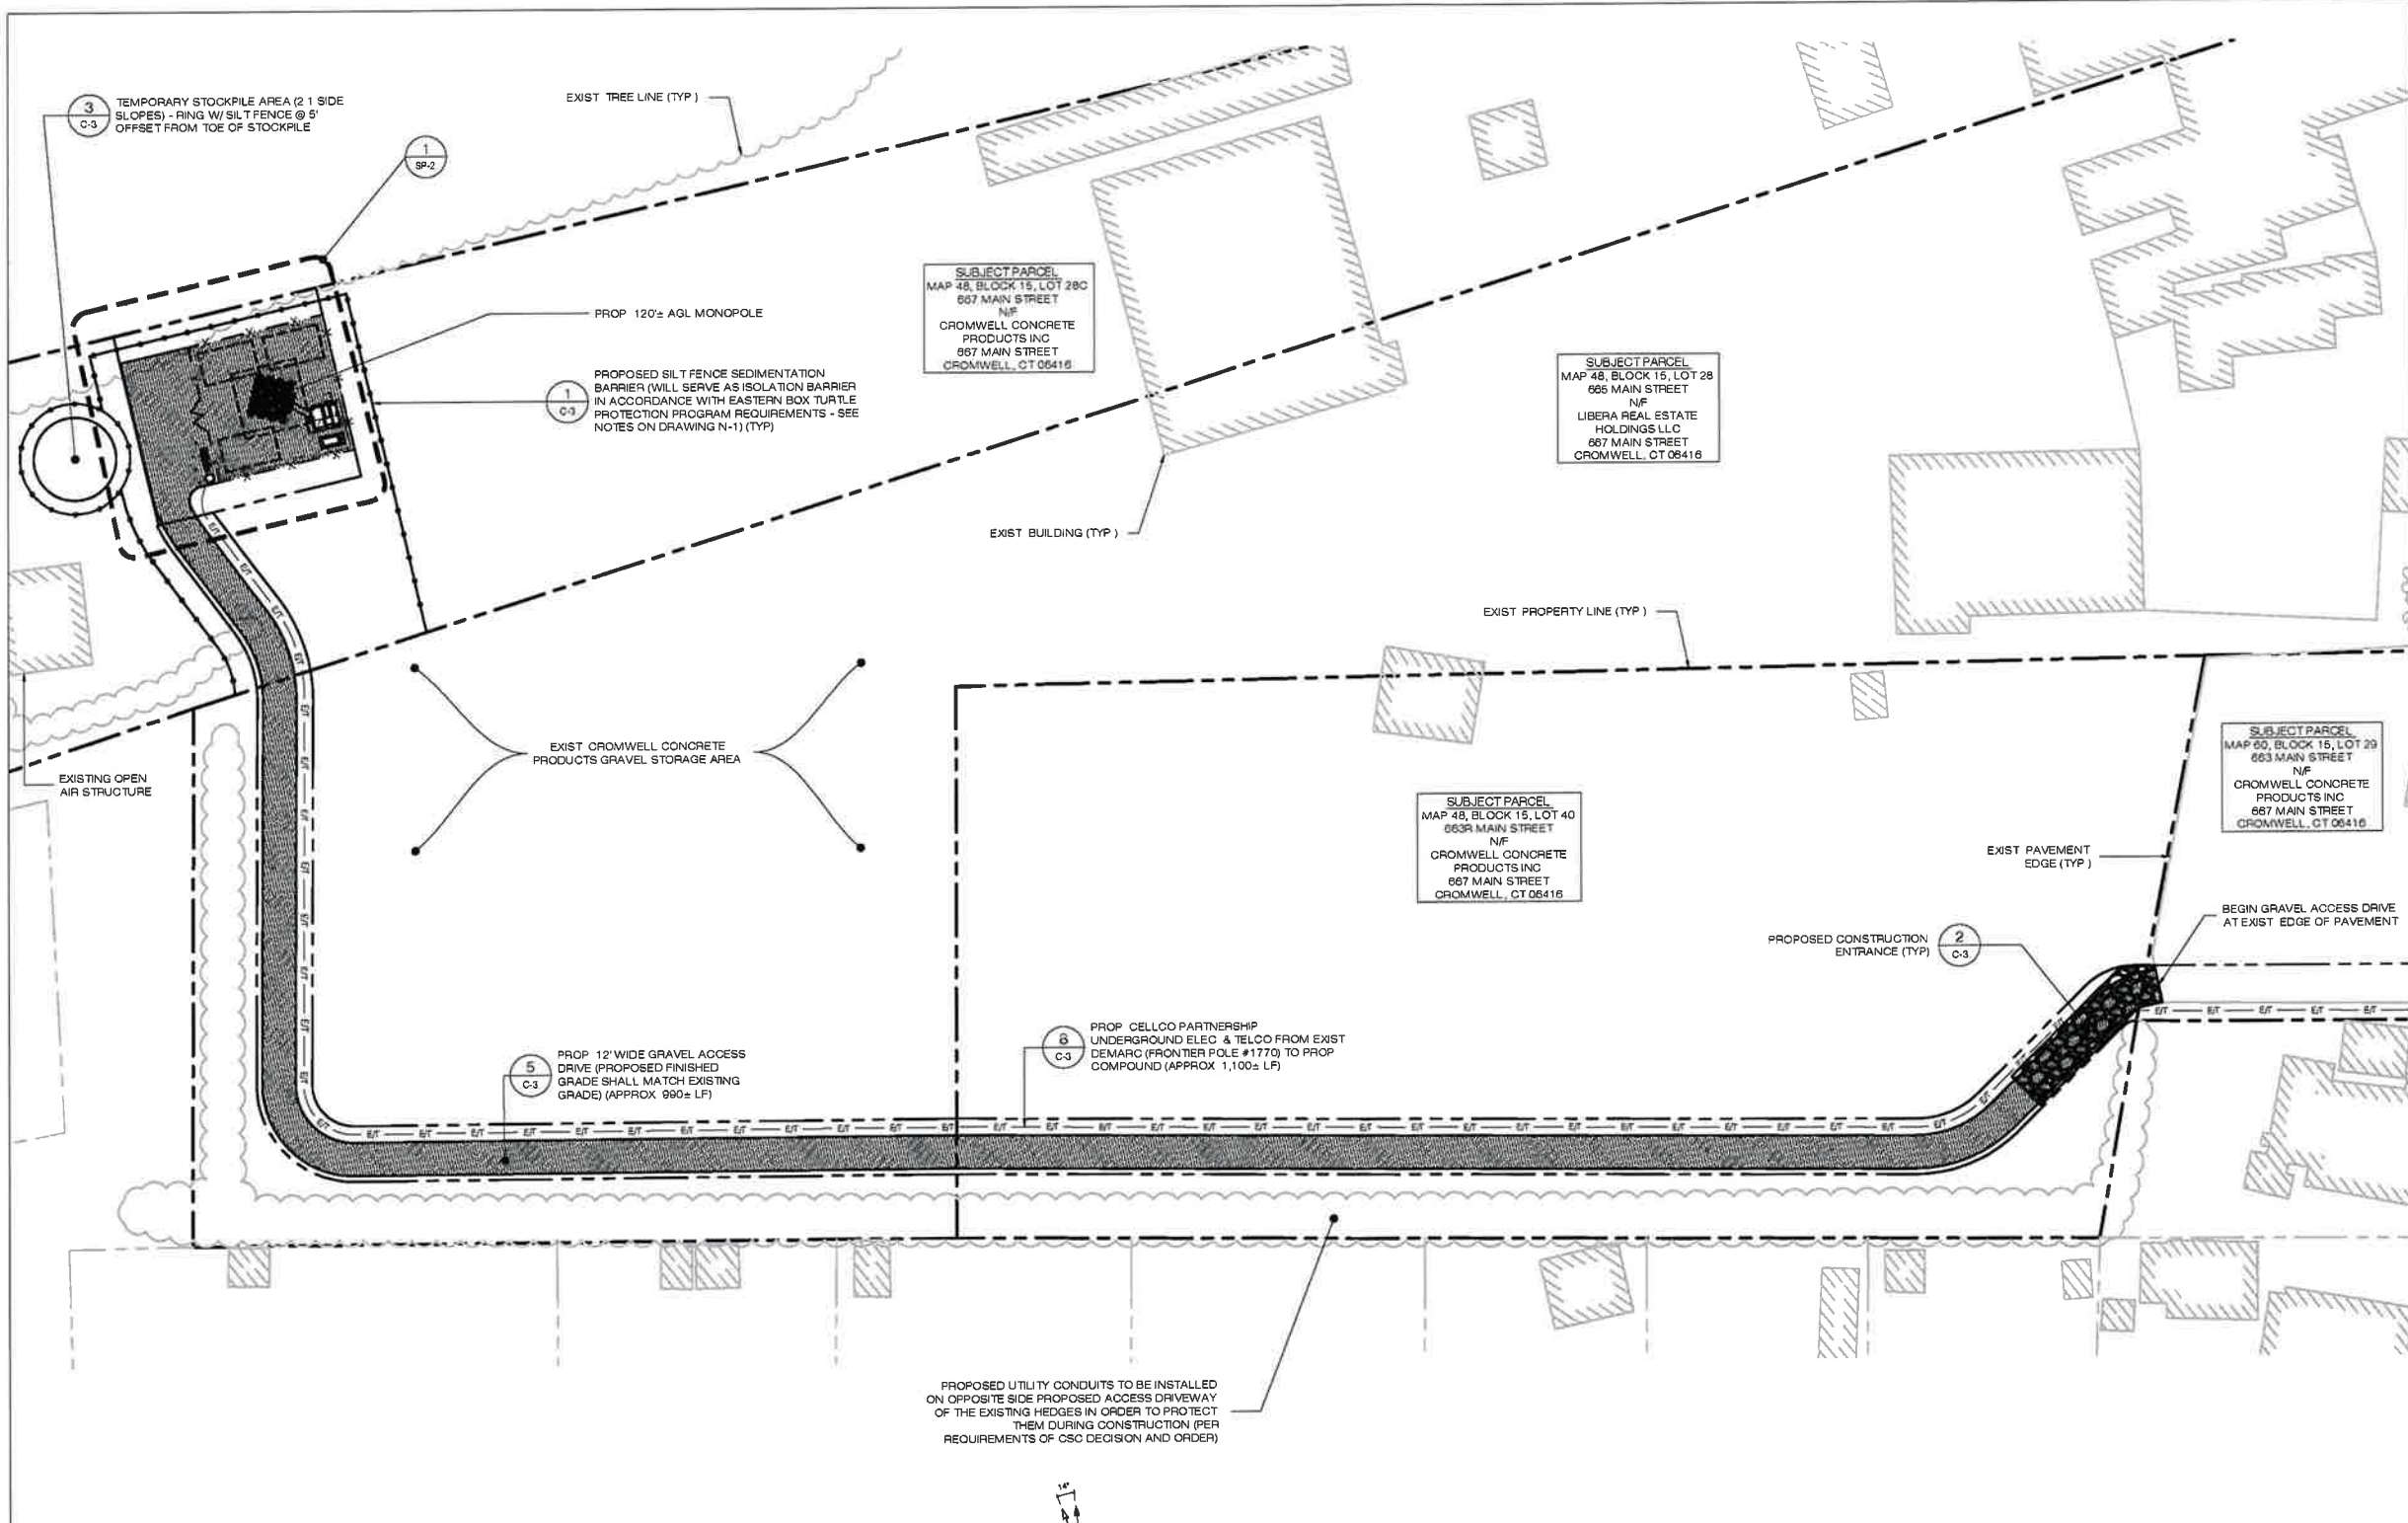 3
C-3
TEMPORARY STOCKPILE AREA (2 1 SIDE
SLOPES) - RING W/ SILT FENCE @ 5'
OFFSET FROM TOE OF STOCKPILE
EXIST TREE LINE (TYP )
1
SP-2
PROP 120'± AGL MONOPOLE
1
C-3
PROPOSED SILT FENCE SEDIMENTATION
BARRIER (WILL SERVE AS ISOLATION BARRIER
IN ACCORDANCE WITH EASTERN BOX TURTLE
PROTECTION PROGRAM REQUIREMENTS - SEE
NOTES ON DRAWING N-1) (TYP)
SUBJECT PARCEL
MAP 48, BLOCK 15, LOT 28C
667 MAIN STREET
N/F
CROMWELL CONCRETE
PRODUCTS INC
667 MAIN STREET
CROMWELL, CT 06416
SUBJECT PARCEL
MAP 48, BLOCK 15, LOT 28
665 MAIN STREET
N/F
LIBERA REAL ESTATE
HOLDINGS LLC
667 MAIN STREET
CROMWELL, CT 06416
EXIST BUILDING (TYP )
EXIST PROPERTY LINE (TYP )
EXIST CROMWELL CONCRETE
PRODUCTS GRAVEL STORAGE AREA
EXISTING OPEN
AIR STRUCTURE
SUBJECT PARCEL
MAP 60, BLOCK 15, LOT 29
663 MAIN STREET
N/F
CROMWELL CONCRETE
PRODUCTS INC
667 MAIN STREET
CROMWELL, CT 06416
SUBJECT PARCEL
MAP 48, BLOCK 15, LOT 40
663R MAIN STREET
N/F
CROMWELL CONCRETE
PRODUCTS INC
667 MAIN STREET
CROMWELL, CT 06416
EXIST PAVEMENT
EDGE (TYP )
BEGIN GRAVEL ACCESS DRIVE
AT EXIST EDGE OF PAVEMENT
PROPOSED CONSTRUCTION
ENTRANCE (TYP)
2
C-3
5
C-3
PROP 12' WIDE GRAVEL ACCESS
DRIVE (PROPOSED FINISHED
GRADE SHALL MATCH EXISTING
GRADE) (APPROX 990± LF)
8
C-3
PROP CELLCO PARTNERSHIP
UNDERGROUND ELEC & TELCO FROM EXIST
DEMARC (FRONTIER POLE #1770) TO PROP
COMPOUND (APPROX 1,100± LF)
E/T E/T E/T E/T E/T
PROPOSED UTILITY CONDUITS TO BE INSTALLED
ON OPPOSITE SIDE PROPOSED ACCESS DRIVEWAY
OF THE EXISTING HEDGES IN ORDER TO PROTECT
THEM DURING CONSTRUCTION (PER
REQUIREMENTS OF CSC DECISION AND ORDER)
14°